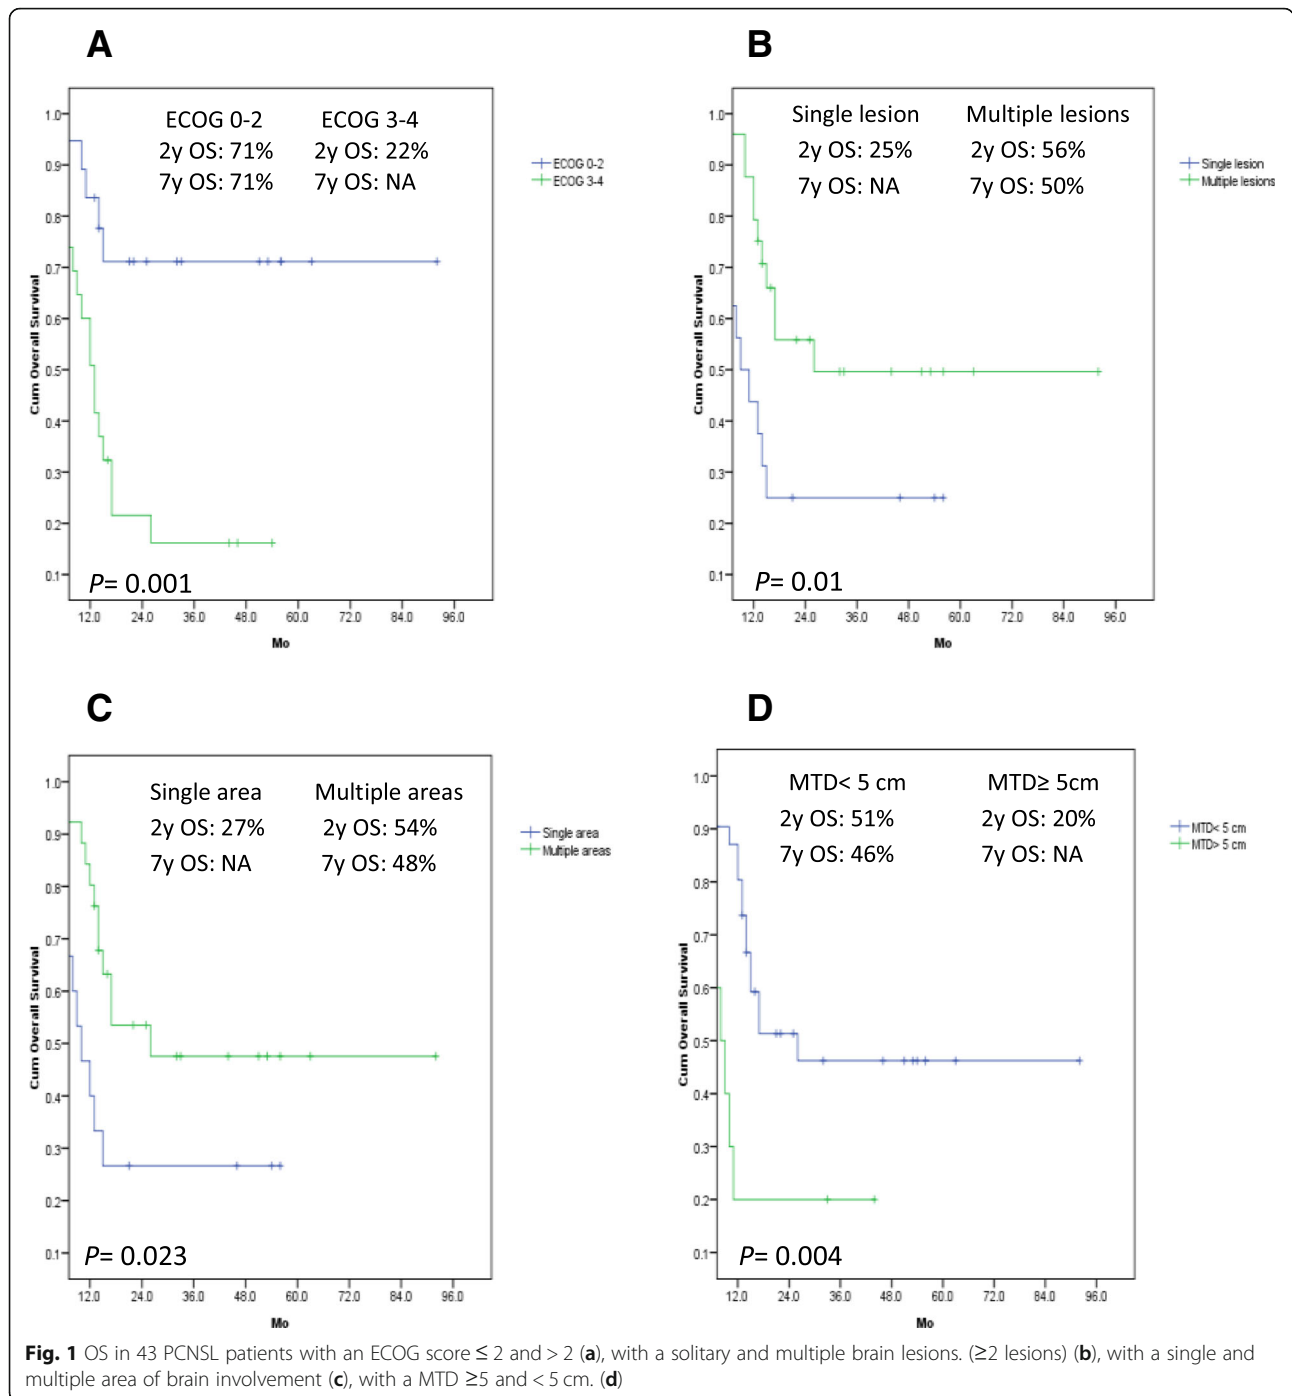 A
ECOG 0-2 ECOG 3-4
2y OS: 71% 2y OS: 22%
7y OS: 71% 7y OS: NA
ECOG 0-2
ECOG 3-4
1.0
0.9
0.8
0.7
0.6
0.5
0.4
0.3
0.2
0.1
Cum Overall Survival
P= 0.001
12.0 24.0 36.0 48.0 60.0 72.0 84.0 96.0
Mo
B
Single lesion Multiple lesions
2y OS: 25% 2y OS: 56%
7y OS: NA 7y OS: 50%
Single lesion
Multiple lesions
1.0
0.9
0.8
0.7
0.6
0.5
0.4
0.3
0.2
0.1
Cum Overall Survival
P= 0.01
12.0 24.0 36.0 48.0 60.0 72.0 84.0 96.0
Mo
C
Single area Multiple areas
2y OS: 27% 2y OS: 54%
7y OS: NA 7y OS: 48%
Single area
Multiple areas
1.0
0.9
0.8
0.7
0.6
0.5
0.4
0.3
0.2
0.1
Cum Overall Survival
P= 0.023
12.0 24.0 36.0 48.0 60.0 72.0 84.0 96.0
Mo
D
MTD< 5 cm MTD≥ 5cm
2y OS: 51% 2y OS: 20%
7y OS: 46% 7y OS: NA
MTD< 5 cm
MTD> 5 cm
1.0
0.9
0.8
0.7
0.6
0.5
0.4
0.3
0.2
0.1
Cum Overall Survival
P= 0.004
12.0 24.0 36.0 48.0 60.0 72.0 84.0 96.0
Mo
Fig. 1 OS in 43 PCNSL patients with an ECOG score ≤ 2 and > 2 (a), with a solitary and multiple brain lesions. (≥2 lesions) (b), with a single and
multiple area of brain involvement (c), with a MTD ≥5 and < 5 cm. (d)